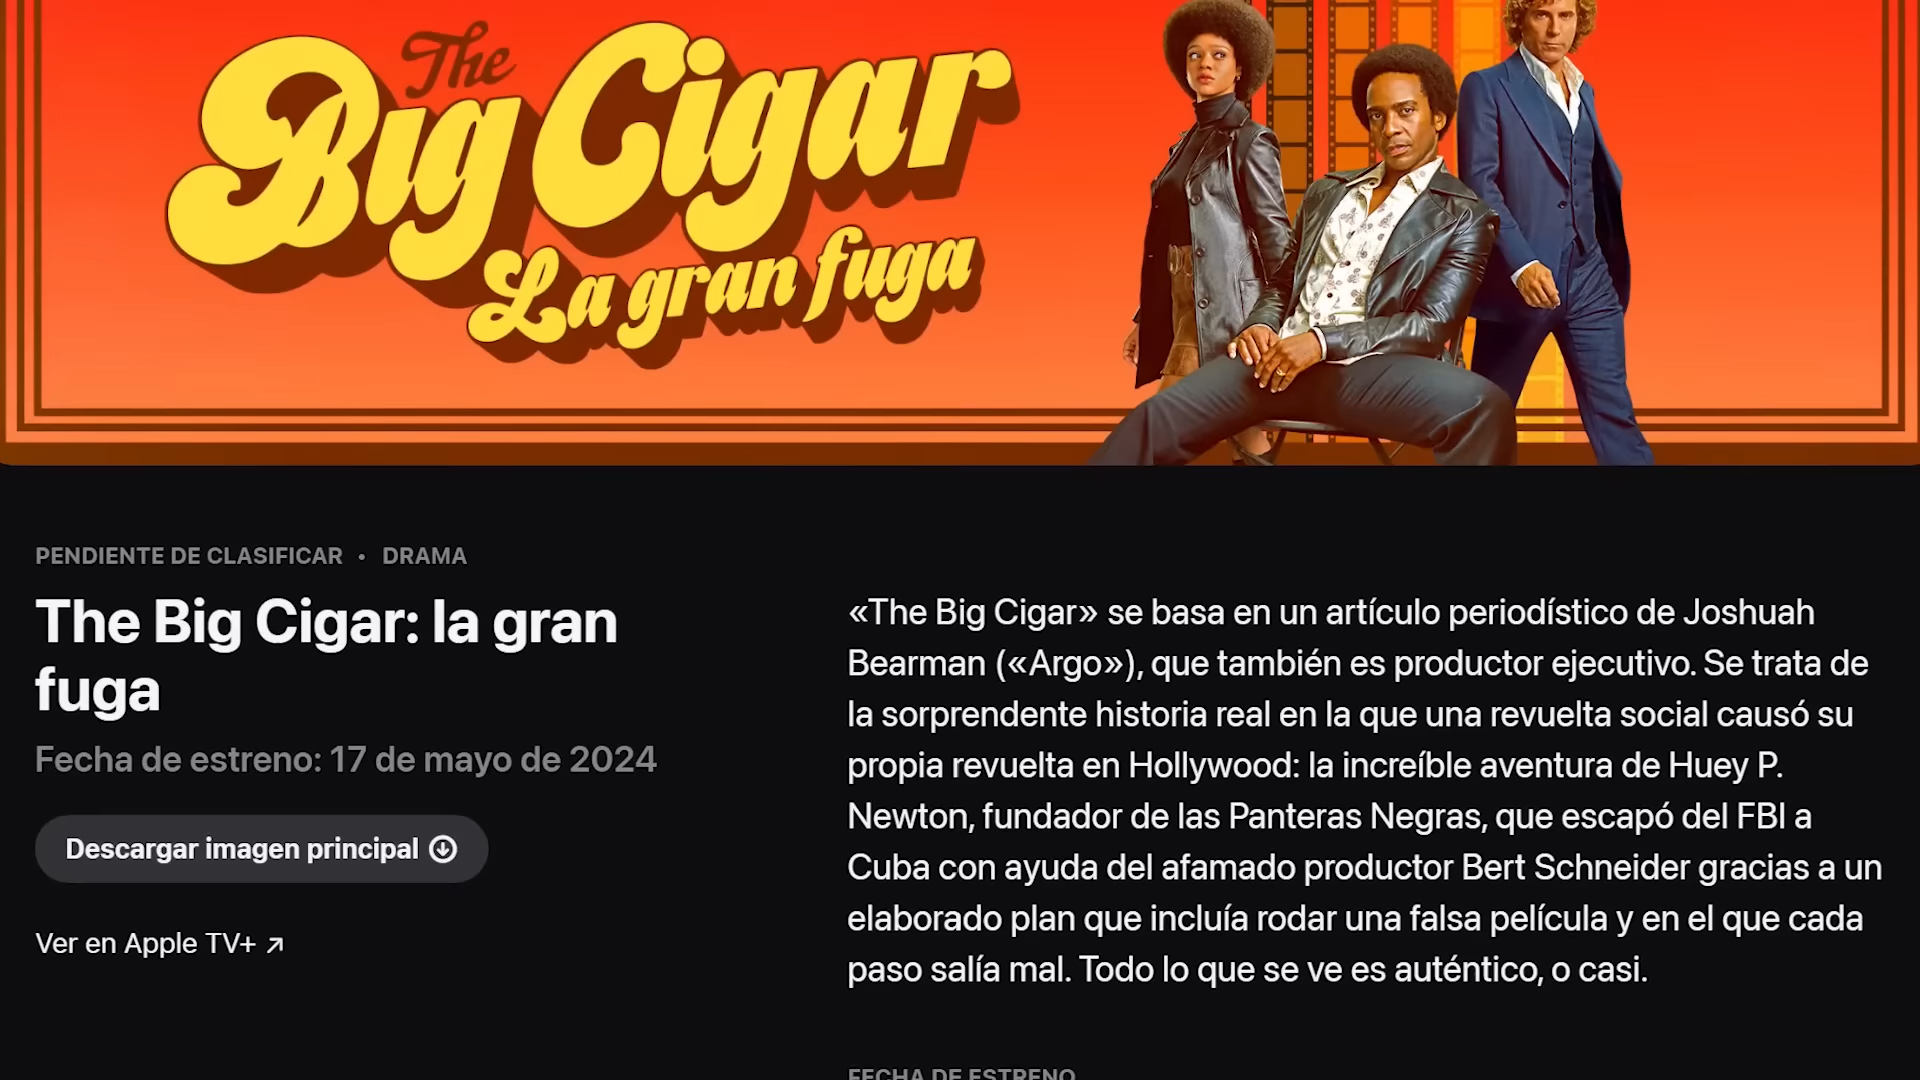 The
Big Cigar
La gran fuga
PENDIENTE DE CLASIFICAR • DRAMA
The Big Cigar: la gran
fuga
Fecha de estreno: 17 de mayo de 2024
Descargar imagen principal
Ver en Apple TV+ ↗
«The Big Cigar» se basa en un artículo periodístico de Joshuah
Bearman («Argo»), que también es productor ejecutivo. Se trata de
la sorprendente historia real en la que una revuelta social causó su
propia revuelta en Hollywood: la increíble aventura de Huey P.
Newton, fundador de las Panteras Negras, que escapó del FBI a
Cuba con ayuda del afamado productor Bert Schneider gracias a un
elaborado plan que incluía rodar una falsa película y en el que cada
paso salía mal. Todo lo que se ve es auténtico, o casi.
FECHA DE ESTRENO